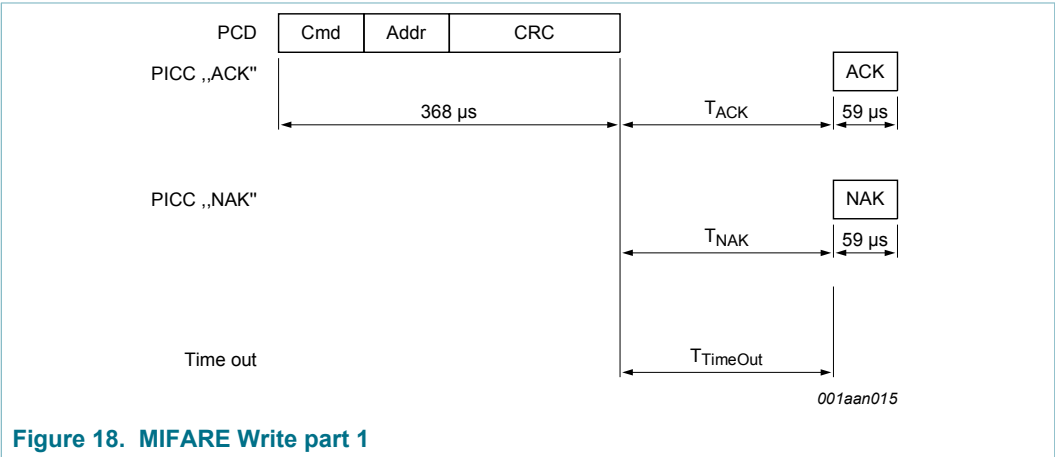 PCD Cmd Addr CRC
PICC ,,ACK" ACK
368 µs TACK 59 µs
PICC ,,NAK" NAK
TNAK 59 µs
Time out TTimeOut
001aan015
Figure 18. MIFARE Write part 1